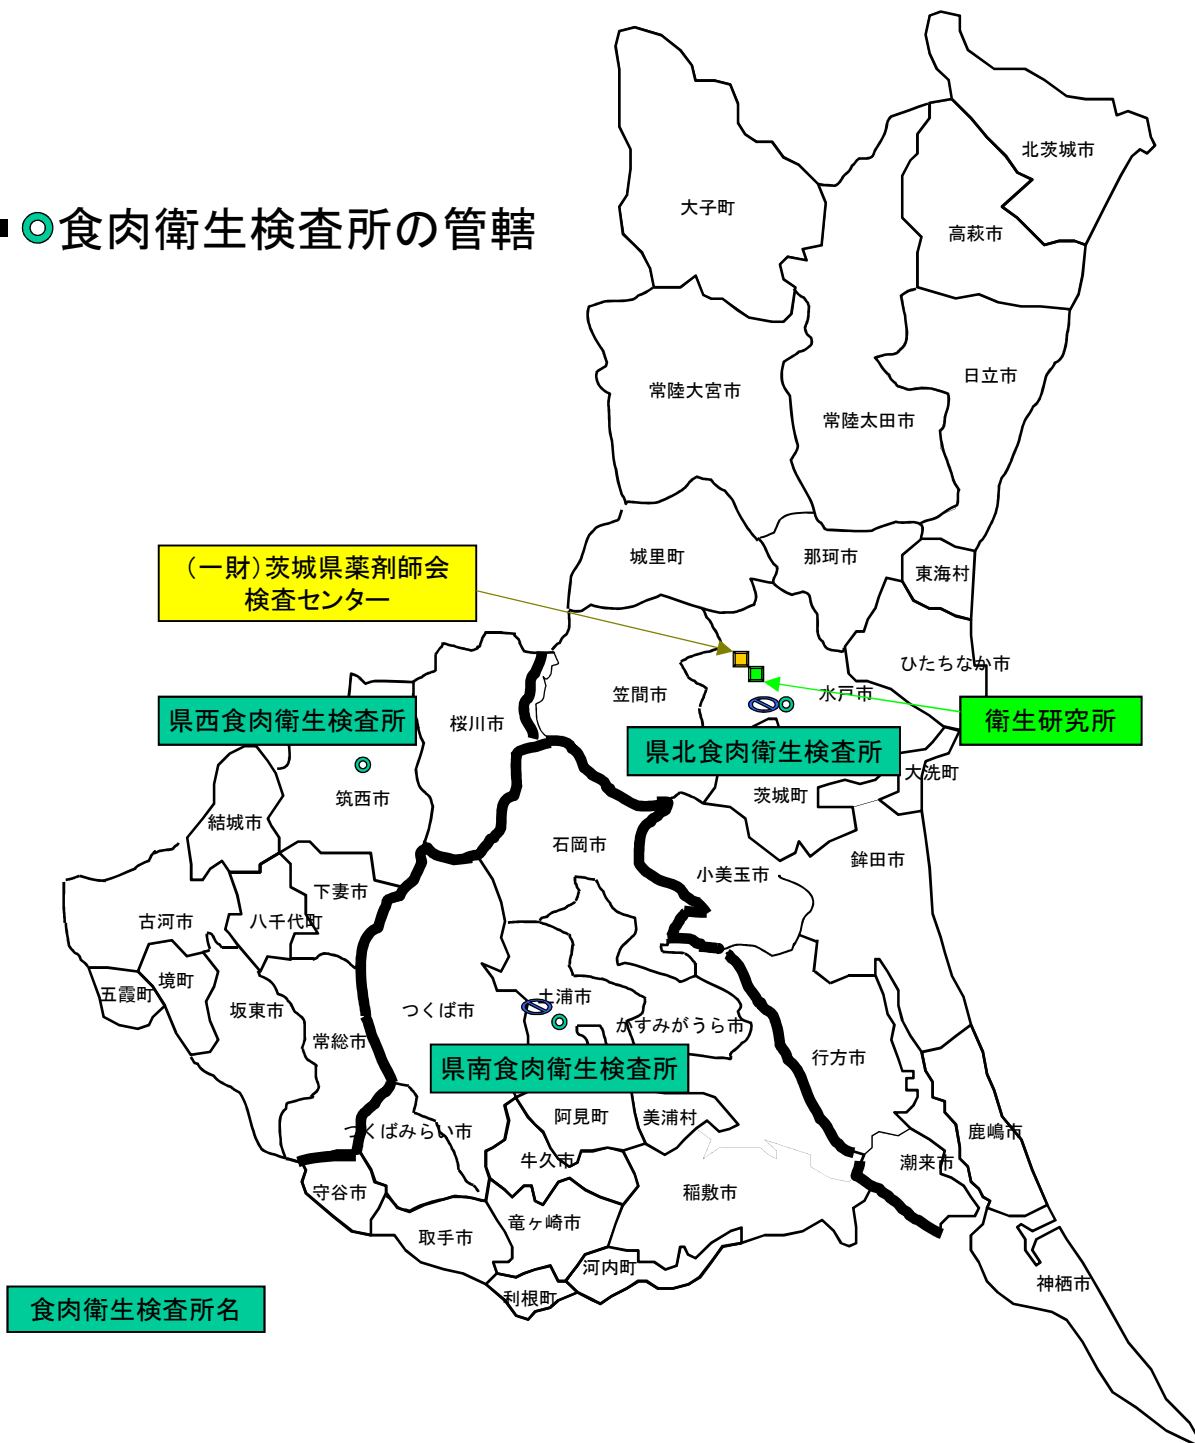 北茨城市
大子町
◎食肉衛生検査所の管轄
高萩市
日立市
常陸大宮市
常陸太田市
城里町
那珂市
東海村
（一財）茨城県薬剤師会
検査センター
ひたちなか市
笠間市
水戸市
県西食肉衛生検査所
桜川市
衛生研究所
県北食肉衛生検査所
大洗町
筑西市
茨城町
結城市
石岡市
鉾田市
小美玉市
下妻市
古河市
八千代町
境町
五霞町
坂東市
つくば市
土浦市
かすみがうら市
常総市
行方市
県南食肉衛生検査所
阿見町
美浦村
つくばみらい市
鹿嶋市
牛久市
潮来市
守谷市
稲敷市
竜ヶ崎市
取手市
河内町
神栖市
利根町
食肉衛生検査所名